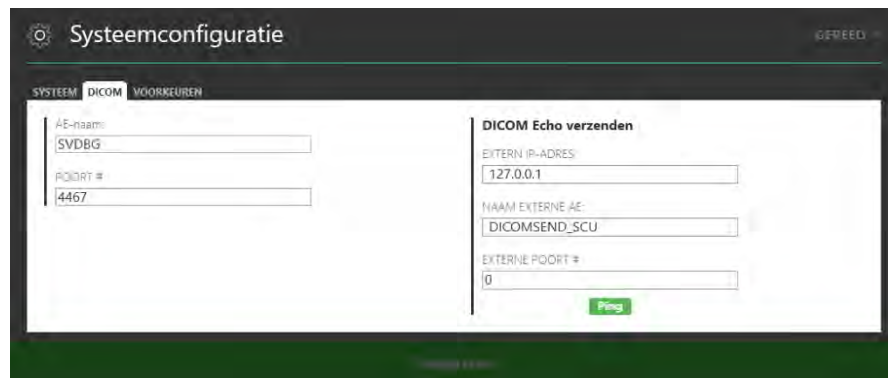 Systeemconfiguratie
GEREED
SYSTEEM DICOM VOORKEUREN
AE-naam:
SVDBG
POORT #
4467
DICOM Echo verzenden
EXTERN IP-ADRES:
127.0.0.1
NAAM EXTERNE AE:
DICOMSEND_SCU
EXTERNE POORT #
0
Ping